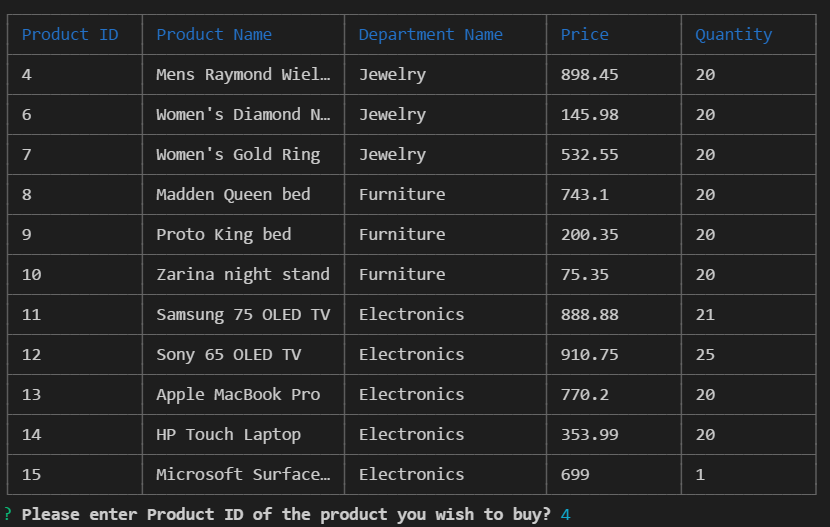 Product ID Product Name Department Name Price Quantity
4 Mens Raymond Wiel… Jewelry 898.45 20
6 Women's Diamond N… Jewelry 145.98 20
7 Women's Gold Ring Jewelry 532.55 20
8 Madden Queen bed Furniture 743.1 20
9 Proto King bed Furniture 200.35 20
10 Zarina night stand Furniture 75.35 20
11 Samsung 75 OLED TV Electronics 888.88 21
12 Sony 65 OLED TV Electronics 910.75 25
13 Apple MacBook Pro Electronics 770.2 20
14 HP Touch Laptop Electronics 353.99 20
15 Microsoft Surface… Electronics 699 1
? Please enter Product ID of the product you wish to buy? 4